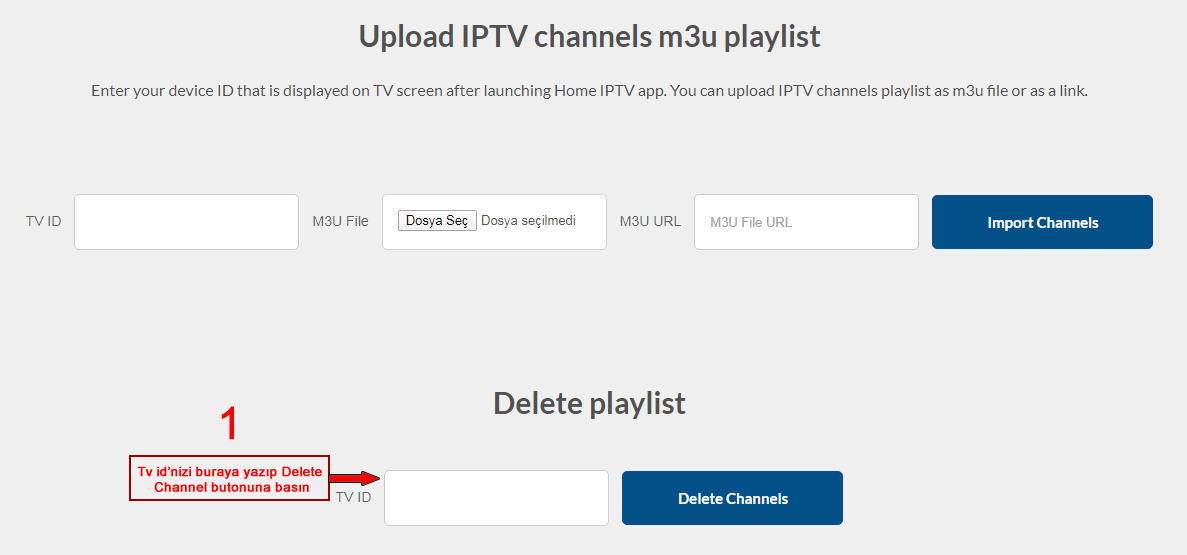 Upload IPTV channels m3u playlist
Enter your device ID that is displayed on TV screen after launching Home IPTV app. You can upload IPTV channels playlist as m3u file or as a link.
TV ID
M3U File
Dosya Seç Dosya seçilmedi
M3U URL
M3U File URL
Import Channels
Delete playlist
1
Tv id'nizi buraya yazıp Delete
Channel butonuna basın
TV ID
Delete Channels